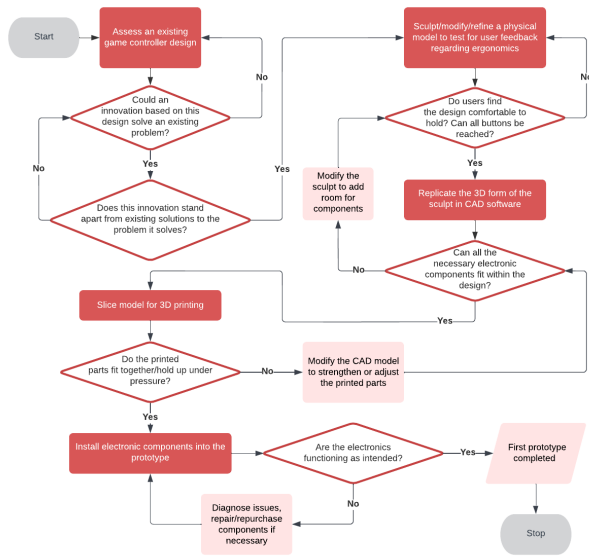 Start
Assess an existing
game controller design
No
Could an
innovation based on this
design solve an existing
problem?
No
Yes
Does this innovation stand
apart from existing solutions to the
problem it solves?
Yes
Sculpt/modify/refine a physical
model to test for user feedback
regarding ergonomics
No
Do users find
the design comfortable to
hold? Can all buttons be
reached?
Yes
Modify the
sculpt to add
room for
components
Replicate the 3D form of the
sculpt in CAD software
No
Can all the
necessary electronic
components fit within the
design?
Yes
Slice model for 3D printing
Do the printed
parts fit together/hold up under
pressure?
No
Modify the CAD model
to strengthen or adjust
the printed parts
Yes
Install electronic components into the
prototype
Are the electronics
functioning as intended?
Yes
First prototype
completed
No
Diagnose issues,
repair/repurchase
components if
necessary
Stop